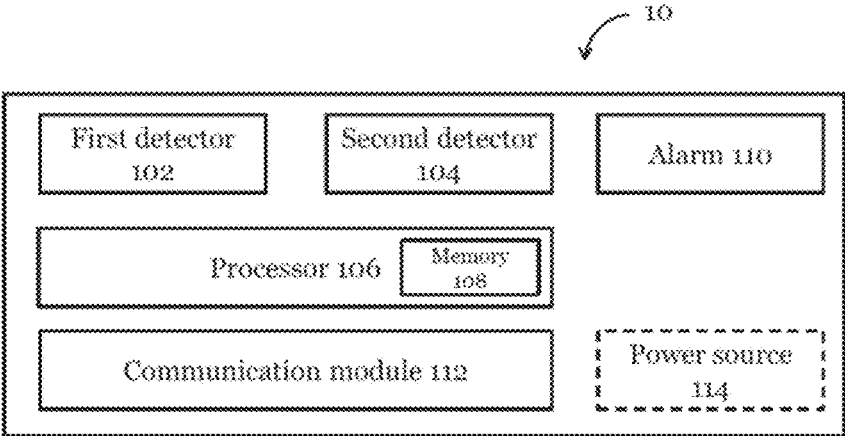 10
First detector
102
Second detector
104
Alarm 110
Processor 106
Memory
108
Communication module 112
Power source
114